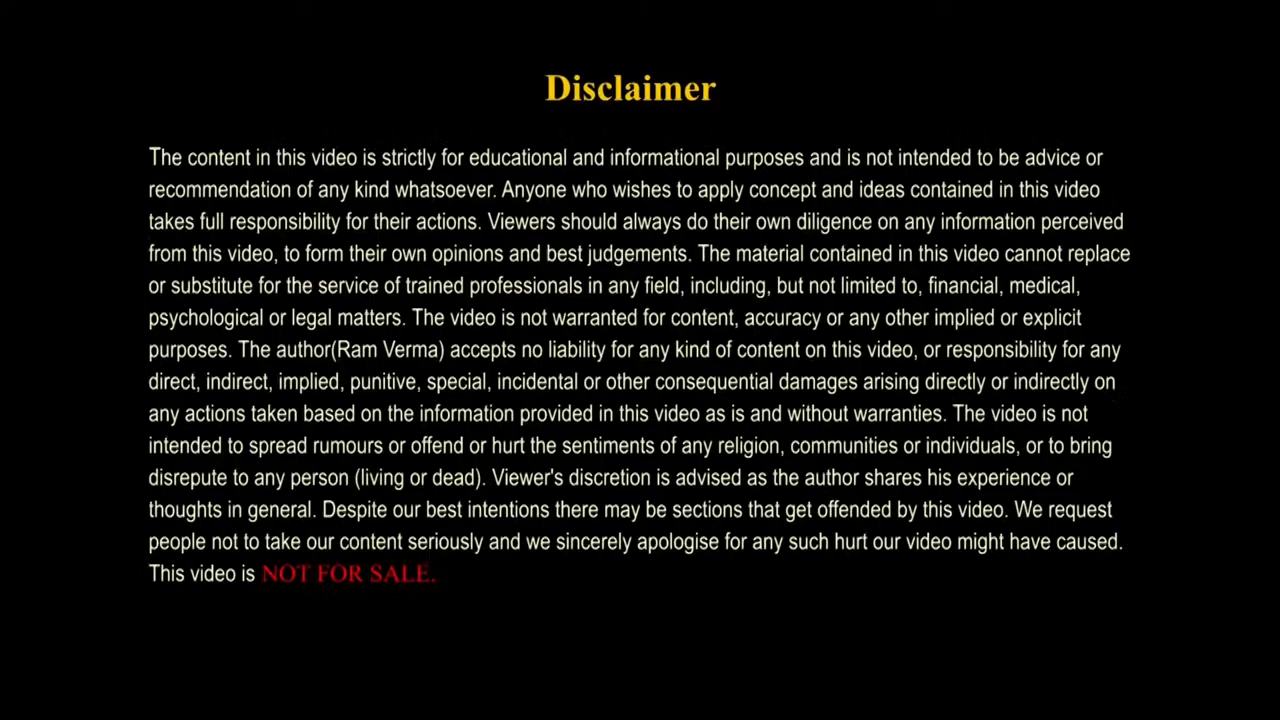 Disclaimer
The content in this video is strictly for educational and informational purposes and is not intended to be advice or
recommendation of any kind whatsoever. Anyone who wishes to apply concept and ideas contained in this video
takes full responsibility for their actions. Viewers should always do their own diligence on any information perceived
from this video, to form their own opinions and best judgements. The material contained in this video cannot replace
or substitute for the service of trained professionals in any field, including, but not limited to, financial, medical,
psychological or legal matters. The video is not warranted for content, accuracy or any other implied or explicit
purposes. The author(Ram Verma) accepts no liability for any kind of content on this video, or responsibility for any
direct, indirect, implied, punitive, special, incidental or other consequential damages arising directly or indirectly on
any actions taken based on the information provided in this video as is and without warranties. The video is not
intended to spread rumours or offend or hurt the sentiments of any religion, communities or individuals, or to bring
disrepute to any person (living or dead). Viewer's discretion is advised as the author shares his experience or
thoughts in general. Despite our best intentions there may be sections that get offended by this video. We request
people not to take our content seriously and we sincerely apologise for any such hurt our video might have caused.
This video is NOT FOR SALE.